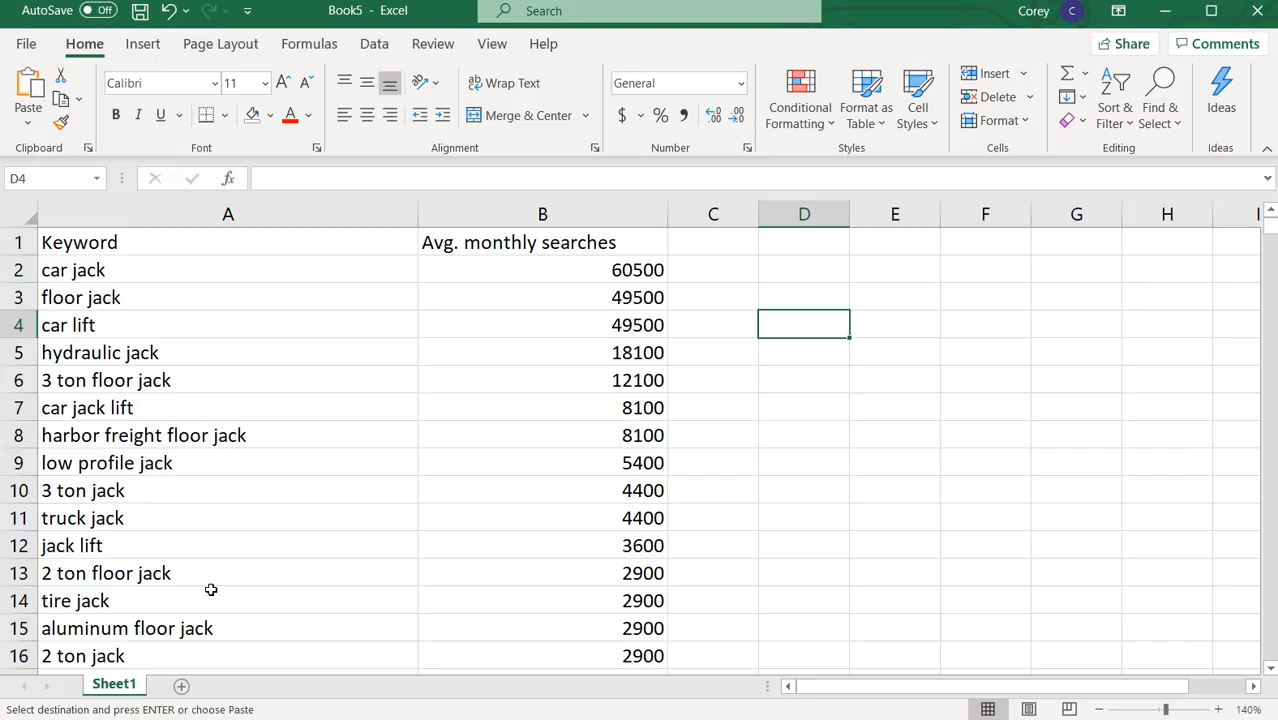 AutoSave Off Book5 - Excel Search Corey C
File Home Insert Page Layout Formulas Data Review View Help Share Comments
Calibri 11 A A Wrap Text General Insert
Paste Conditional Format as Cell Delete Sort & Find & Ideas
B I U A Merge & Center $ % Formatting Table Styles Format Filter Select
Clipboard Font Alignment Number Styles Cells Editing Ideas
D4 fx
A B C D E F G H I
1 Keyword Avg. monthly searches
2 car jack 60500
3 floor jack 49500
4 car lift 49500
5 hydraulic jack 18100
6 3 ton floor jack 12100
7 car jack lift 8100
8 harbor freight floor jack 8100
9 low profile jack 5400
10 3 ton jack 4400
11 truck jack 4400
12 jack lift 3600
13 2 ton floor jack 2900
14 tire jack 2900
15 aluminum floor jack 2900
16 2 ton jack 2900
Sheet1
Select destination and press ENTER or choose Paste 140%